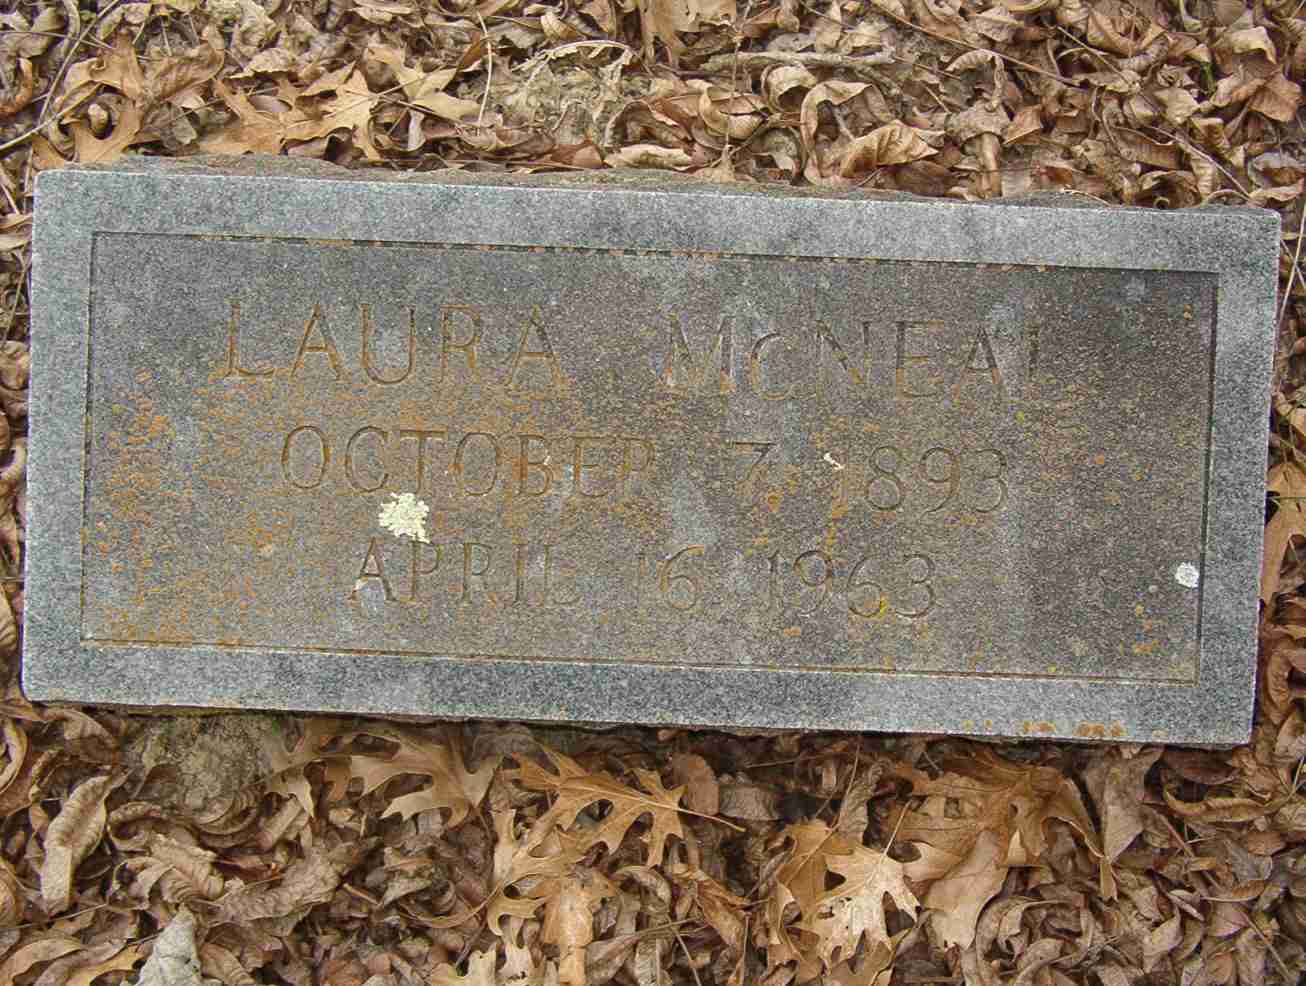 LAURA McNEAL
OCTOBER 7, 1893
APRIL 16, 1963